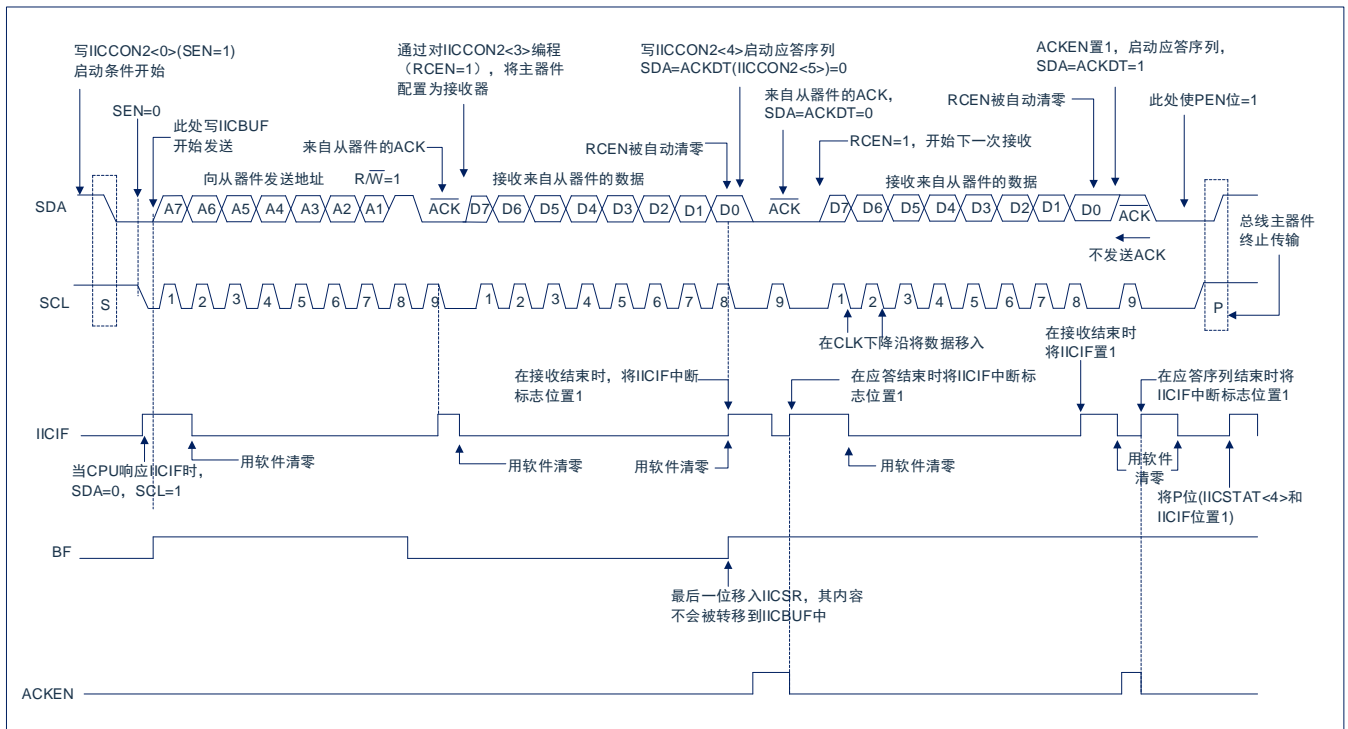 写IICCON2<0>(SEN=1)
启动条件开始
SEN=0
此处写IICBUF
开始发送
通过对IICCON2<3>编程
（RCEN=1），将主器件
配置为接收器
来自从器件的ACK
写IICCON2<4>启动应答序列
SDA=ACKDT(IICCON2<5>)=0
来自从器件的ACK,
SDA=ACKDT=0
RCEN被自动清零
RCEN=1，开始下一次接收
ACKEN置1，启动应答序列,
SDA=ACKDT=1
RCEN被自动清零
此处使PEN位=1
向从器件发送地址
R/W=1
接收来自从器件的数据
接收来自从器件的数据
SDA
A7 A6 A5 A4 A3 A2 A1 ACK D7 D6 D5 D4 D3 D2 D1 D0 ACK D7 D6 D5 D4 D3 D2 D1 D0 ACK
不发送ACK
总线主器件
终止传输
SCL
S 1 2 3 4 5 6 7 8 9 1 2 3 4 5 6 7 8 9 1 2 3 4 5 6 7 8 9 P
在CLK下降沿将数据移入
在接收结束时，将IICIF中断
标志位置1
在应答结束时将IICIF中断标
志位置1
在接收结束时
将IICIF置1
在应答序列结束时将
IICIF中断标志位置1
IICIF
当CPU响应IICIF时，
SDA=0，SCL=1
用软件清零
用软件清零
用软件清零
用软件清零
用软件
清零
将P位(IICSTAT<4>和
IICIF位置1)
BF
最后一位移入IICSR，其内容
不会被转移到IICBUF中
ACKEN